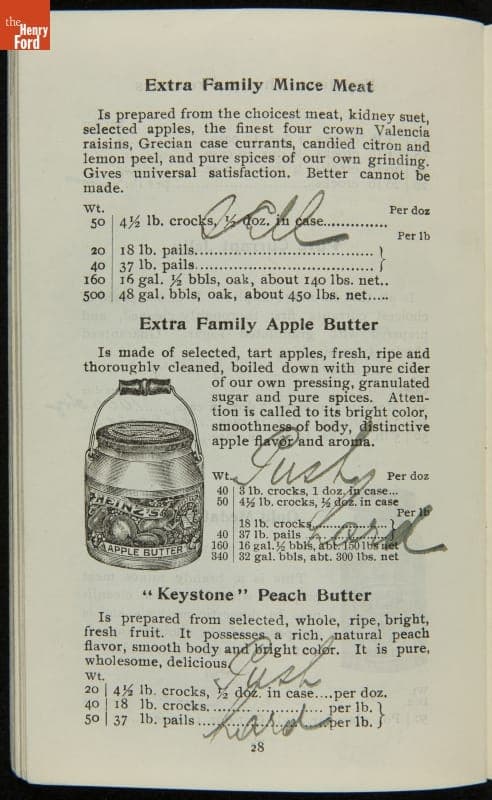 the
Henry
Ford
Extra Family Mince Meat
Is prepared from the choicest meat, kidney suet,
selected apples, the finest four crown Valencia
raisins, Grecian case currants, candied citron and
lemon peel, and pure spices of our own grinding.
Gives universal satisfaction. Better cannot be
made.
Wt. Per doz
50 | 4½ lb. crocks, ½ doz. in case.............
Sell
Per lb
20 | 18 lb. pails..............................}
40 | 37 lb. pails..............................}
160 | 16 gal. ½ bbls, oak, about 140 lbs. net..
500 | 48 gal. bbls, oak, about 450 lbs. net.....
Extra Family Apple Butter
Is made of selected, tart apples, fresh, ripe and
thoroughly cleaned, boiled down with pure cider
of our own pressing, granulated
sugar and pure spices. Atten-
tion is called to its bright color,
smoothness of body, distinctive
apple flavor and aroma.
HEINZ'S
APPLE BUTTER
Push
Hard
Wt. Per doz
40 | 3 lb. crocks, 1 doz. in case...
50 | 4½ lb. crocks, ½ doz. in case
Per lb
18 lb. crocks....................}
40 | 37 lb. pails ....................}
160 | 16 gal. ½ bbls, abt. 150 lbs net
340 | 32 gal. bbls, abt. 300 lbs. net
"Keystone" Peach Butter
Is prepared from selected, whole, ripe, bright,
fresh fruit. It possesses a rich, natural peach
flavor, smooth body and bright color. It is pure,
wholesome, delicious.
Push
Hard
Wt.
20 | 4½ lb. crocks, ½ doz. in case....per doz.
40 | 18 lb. crocks........ .............. per lb.}
50 | 37 lb. pails.........................per lb.}
28